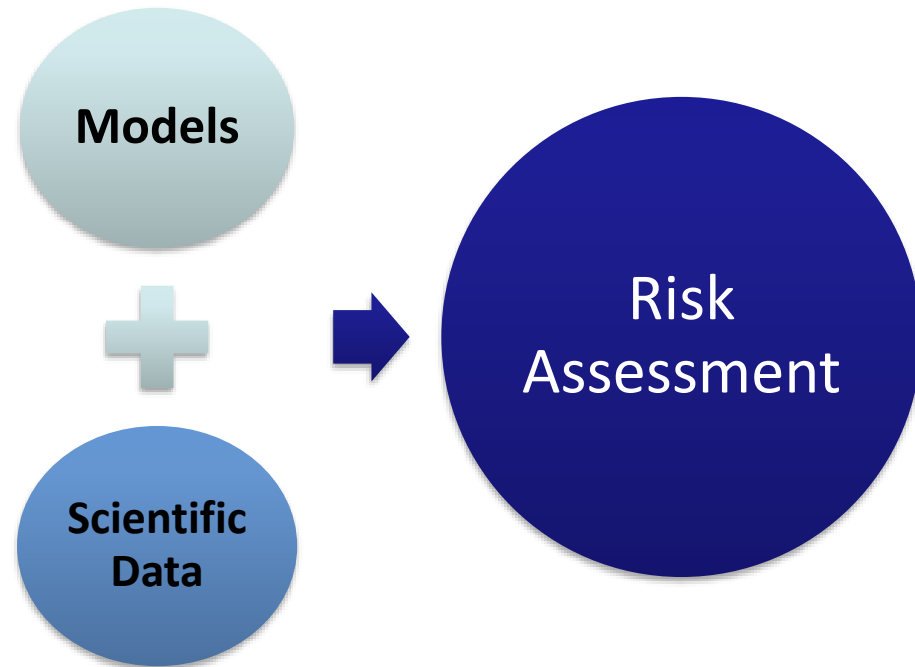 Models
Scientific
Data
Risk
Assessment